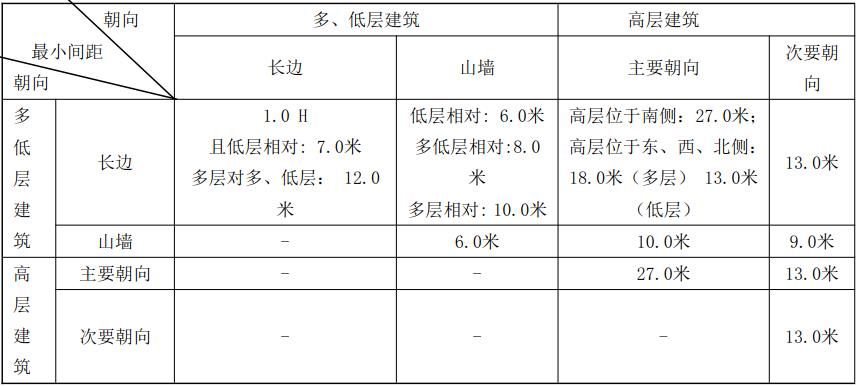 朝向
最小间距
朝向
多、低层建筑
高层建筑
长边
山墙
主要朝向
次要朝
向
多
低
层
建
筑
长边
1.0 H
且低层相对: 7.0米
多层对多、低层: 12.0
米
低层相对: 6.0米
多低层相对:8.0
米
多层相对: 10.0米
高层位于南侧: 27.0米;
高层位于东、西、北侧:
18.0米（多层） 13.0米
（低层）
13.0米
山墙
-
6.0米
10.0米
9.0米
高
层
建
筑
主要朝向
-
-
27.0米
13.0米
次要朝向
-
-
-
13.0米